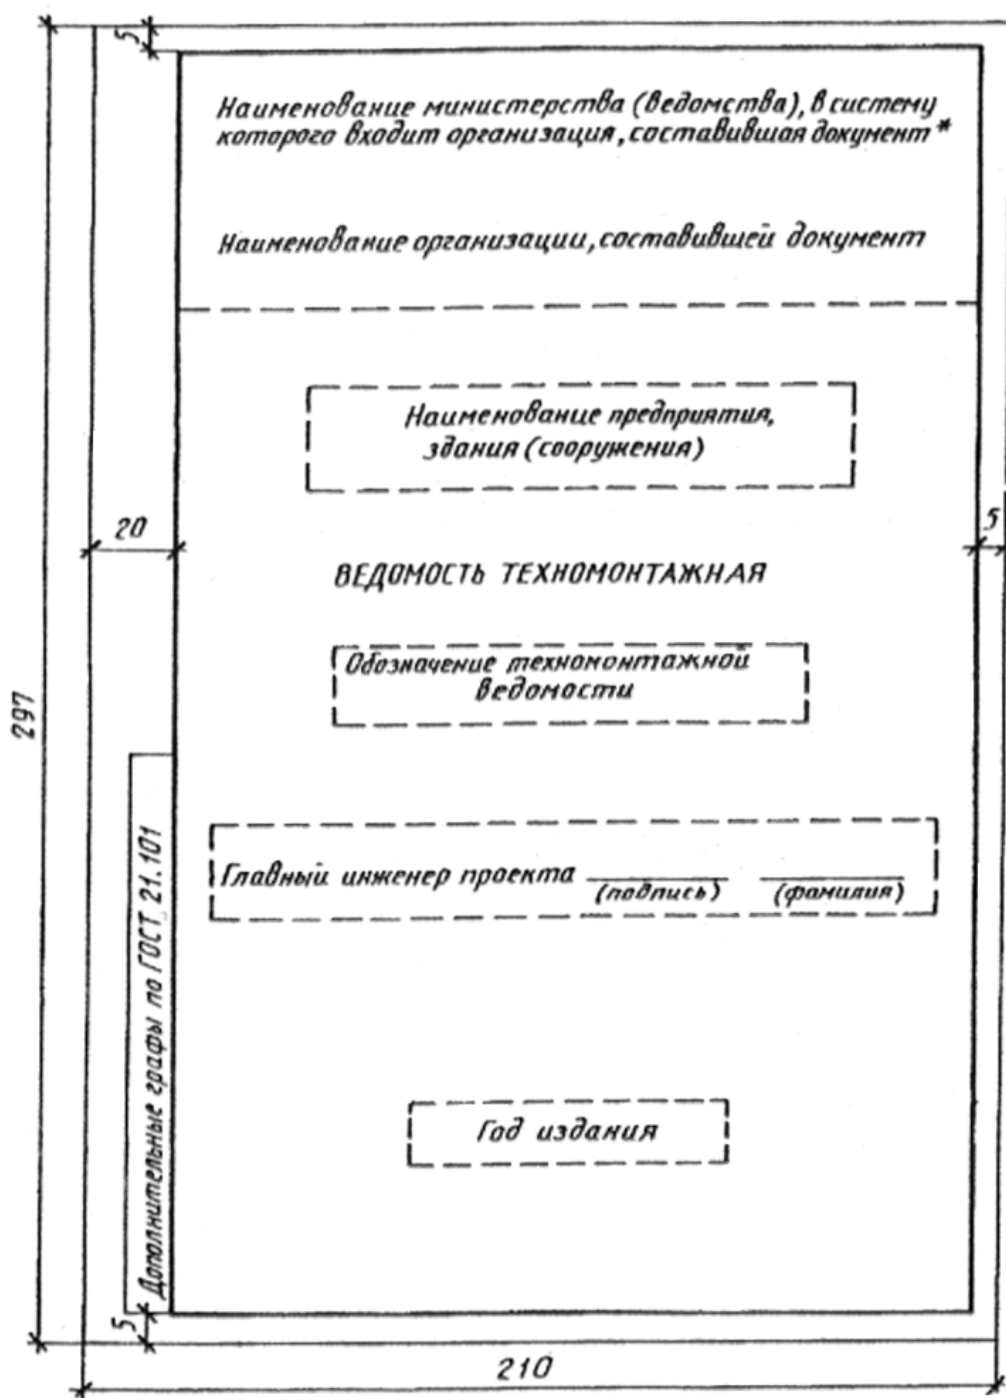 5
Наименование министерства (ведомства), в систему
которого входит организация, составившая документ*
Наименование организации, составившей документ
Наименование предприятия,
здания (сооружения)
20
5
ВЕДОМОСТЬ ТЕХНОМОНТАЖНАЯ
Обозначение техномонтажной
ведомости
297
Главный инженер проекта
(подпись) (фамилия)
Дополнительные графы по ГОСТ 21.101
Год издания
5
210